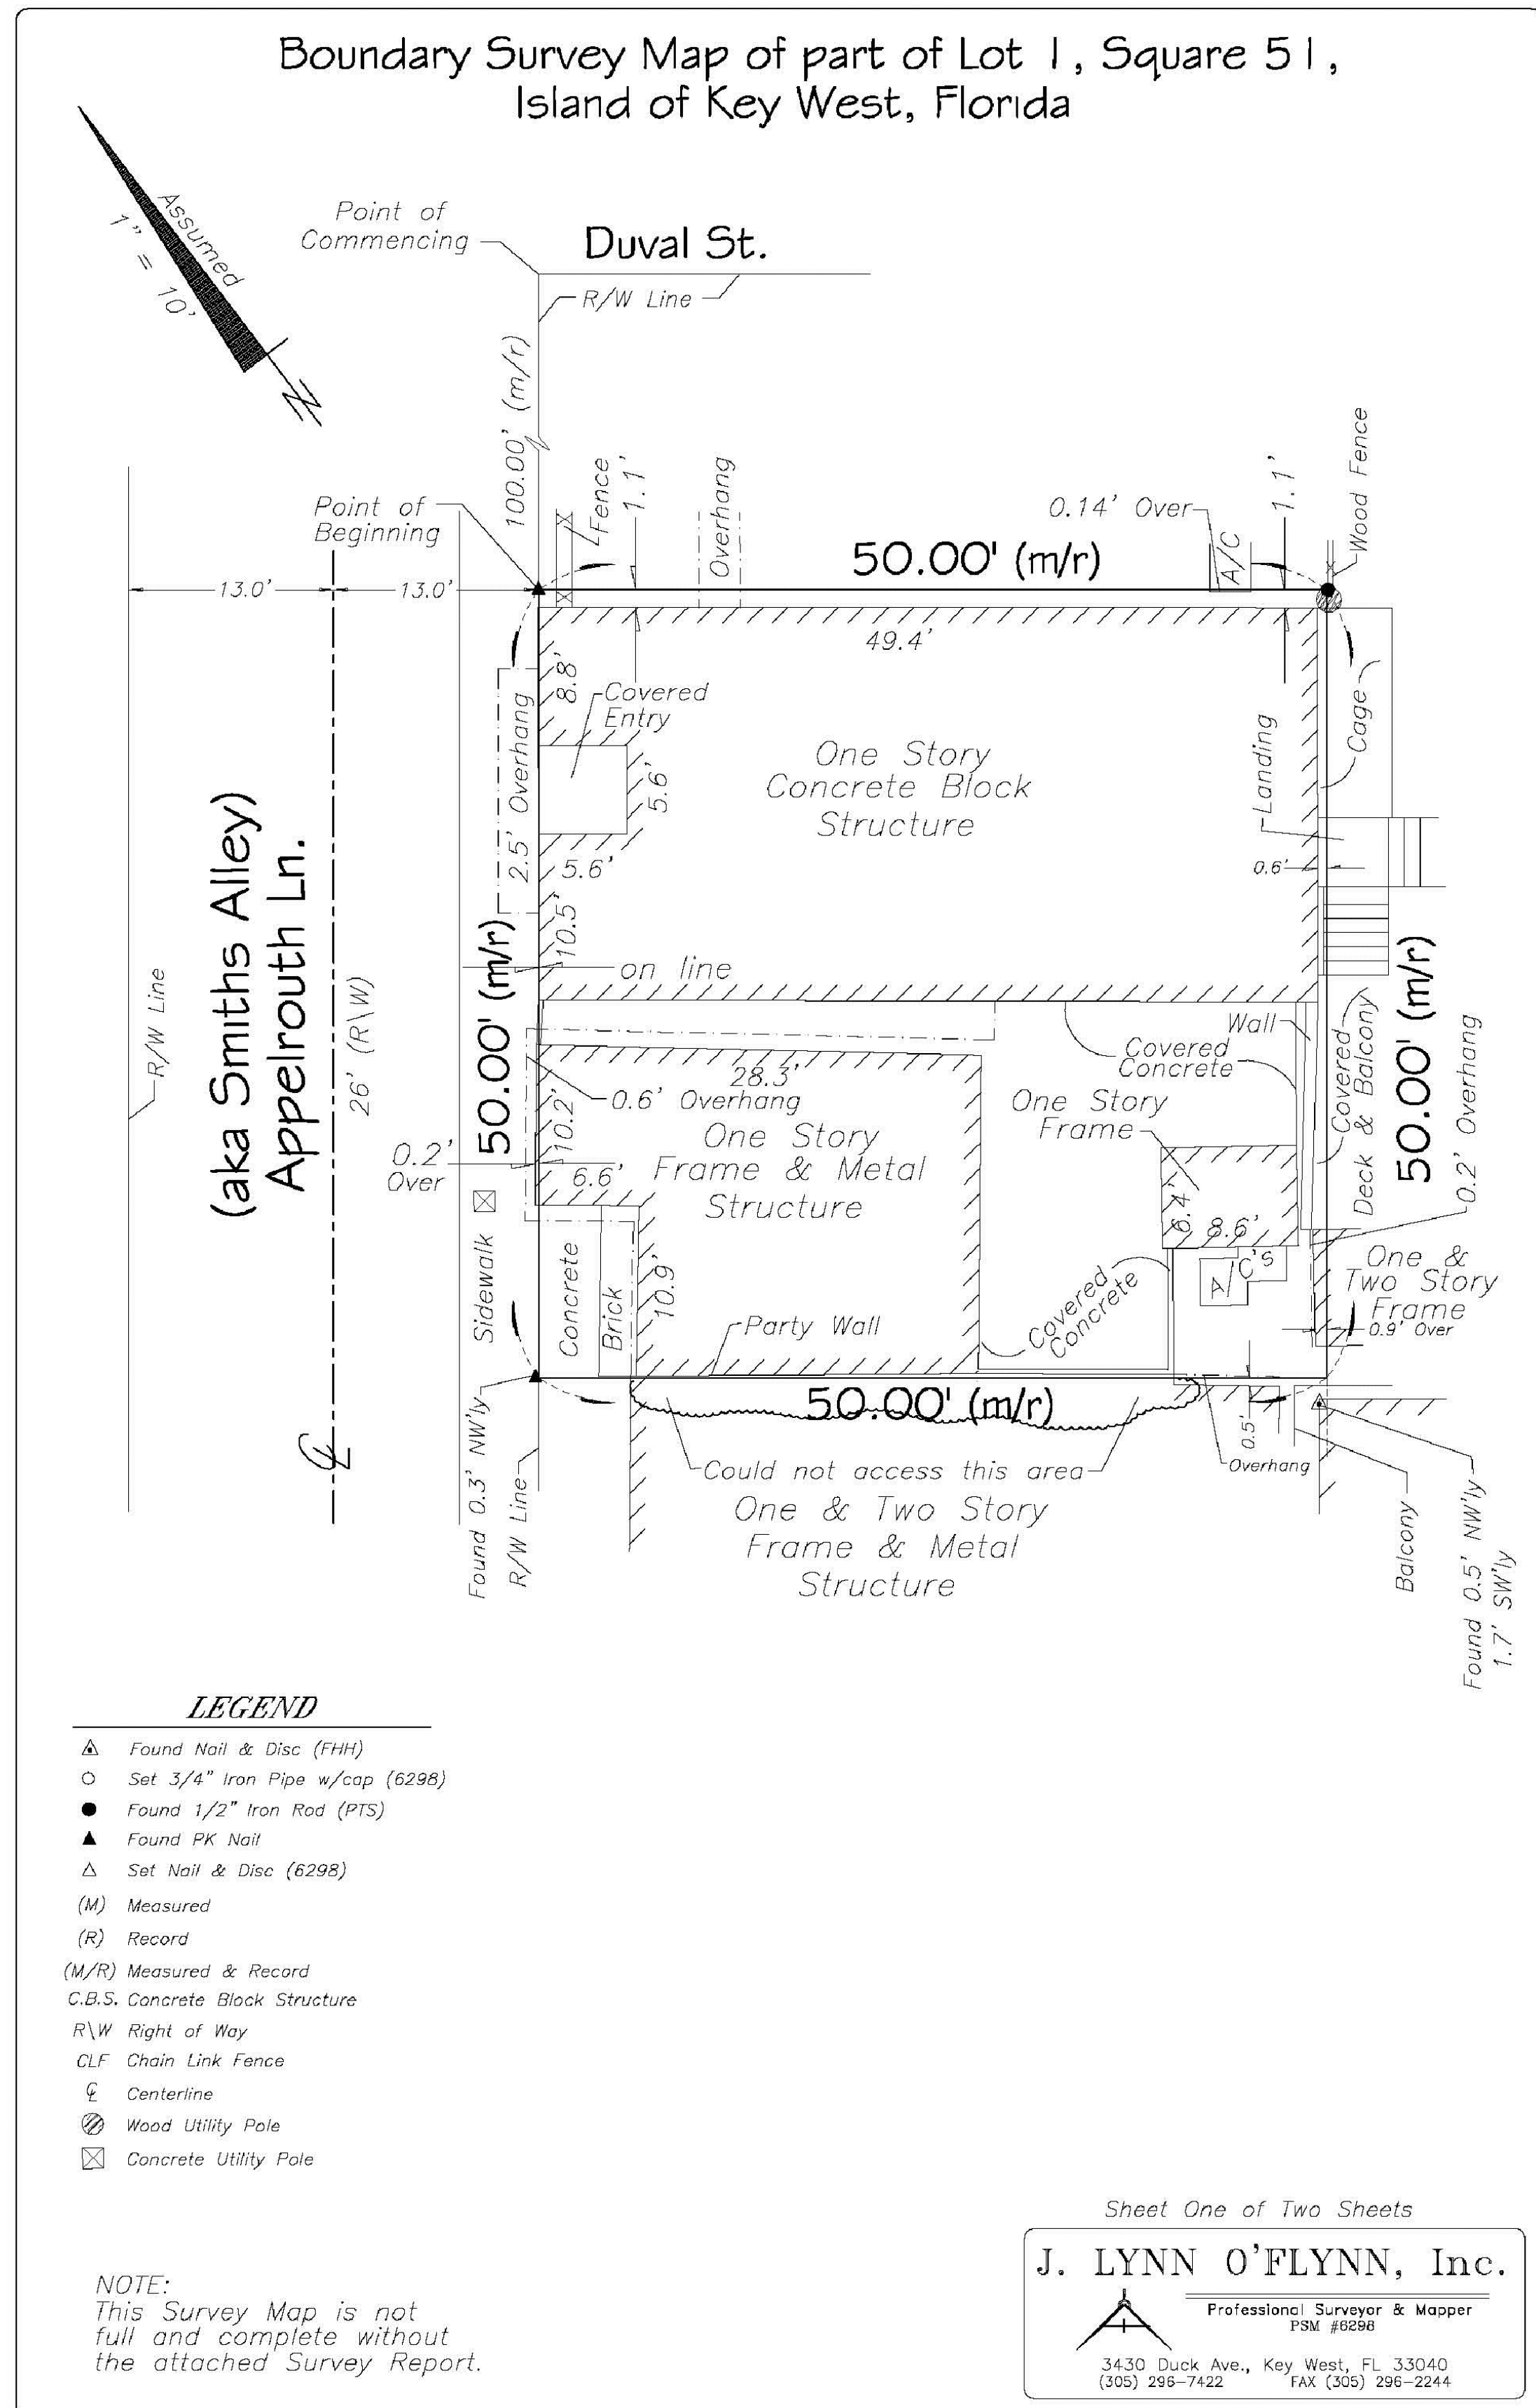 Boundary Survey Map of part of Lot 1, Square 51,
Island of Key West, Florida
Assumed
1" = 10'
N
Point of
Commencing
Duval St.
R/W Line
100.00' (m/r)
Point of
Beginning
Fence
1.1'
Overhang
50.00' (m/r)
0.14' Over
A/C
1.1'
Wood Fence
13.0'
13.0'
49.4'
8.8'
Covered
Entry
2.5' Overhang
5.6'
5.6'
10.5'
One Story
Concrete Block
Structure
Landing
Cage
0.6'
(aka Smiths Alley)
Appelrouth Ln.
R/W Line
26' (R\W)
50.00' (m/r)
on line
Wall
Covered
Concrete
Covered
Deck & Balcony
50.00' (m/r)
0.2' Overhang
28.3'
0.6' Overhang
10.2'
0.2'
Over
6.6'
One Story
Frame & Metal
Structure
One Story
Frame
6.4'
8.6'
A/C's
One &
Two Story
Frame
0.9' Over
Sidewalk
Concrete
Brick
10.9'
Party Wall
Covered
Concrete
50.00' (m/r)
Found 0.3' NW'ly
R/W Line
Could not access this area
One & Two Story
Frame & Metal
Structure
0.5'
Overhang
Balcony
Found 0.5' NW'ly
1.7' SW'ly
LEGEND
Found Nail & Disc (FHH)
Set 3/4" Iron Pipe w/cap (6298)
Found 1/2" Iron Rod (PTS)
Found PK Nail
Set Nail & Disc (6298)
(M) Measured
(R) Record
(M/R) Measured & Record
C.B.S. Concrete Block Structure
R\W Right of Way
CLF Chain Link Fence
℄ Centerline
Wood Utility Pole
Concrete Utility Pole
NOTE:
This Survey Map is not
full and complete without
the attached Survey Report.
Sheet One of Two Sheets
J. LYNN O'FLYNN, Inc.
Professional Surveyor & Mapper
PSM #6298
3430 Duck Ave., Key West, FL 33040
(305) 296-7422 FAX (305) 296-2244